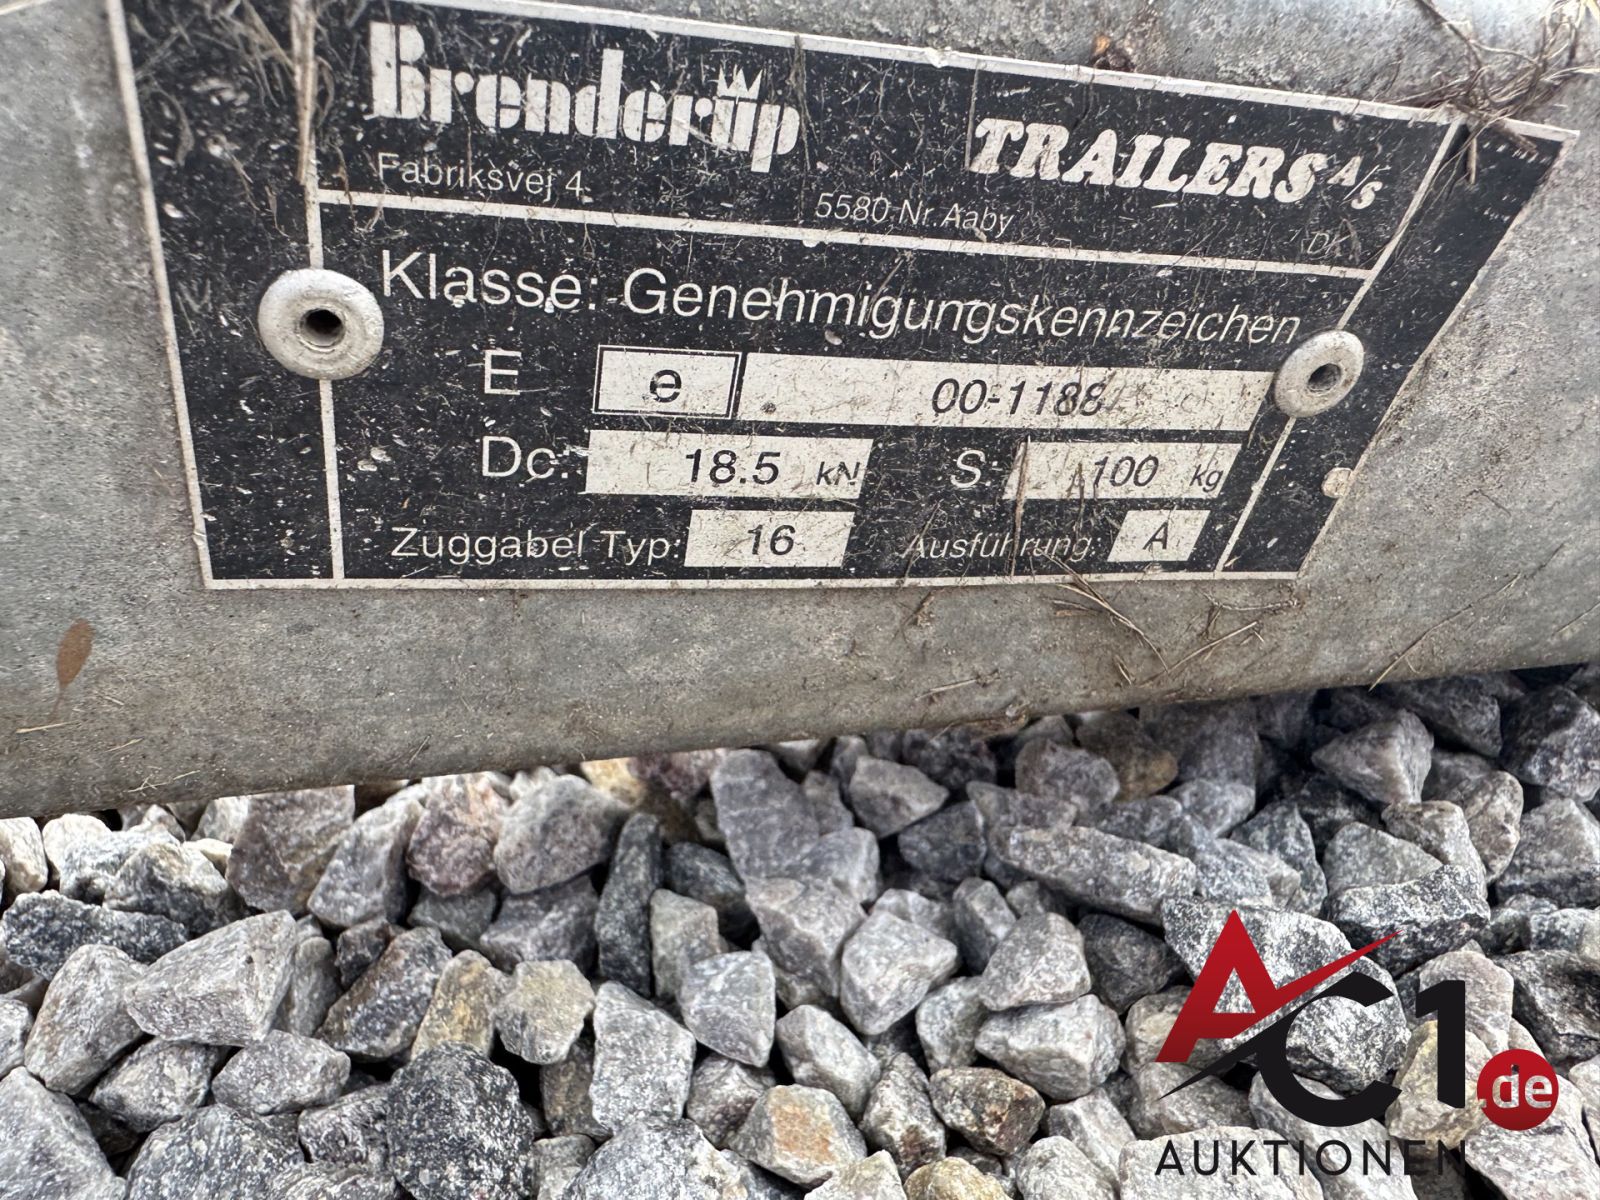 Brenderup TRAILERS A/S
Fabriksvej 4 5580 Nr Aaby DK
Klasse: Genehmigungskennzeichen
E e 00-1188
Dc: 18.5 kN S: 100 kg
Zuggabel Typ: 16 Ausführung: A
AC1.de
AUKTIONEN